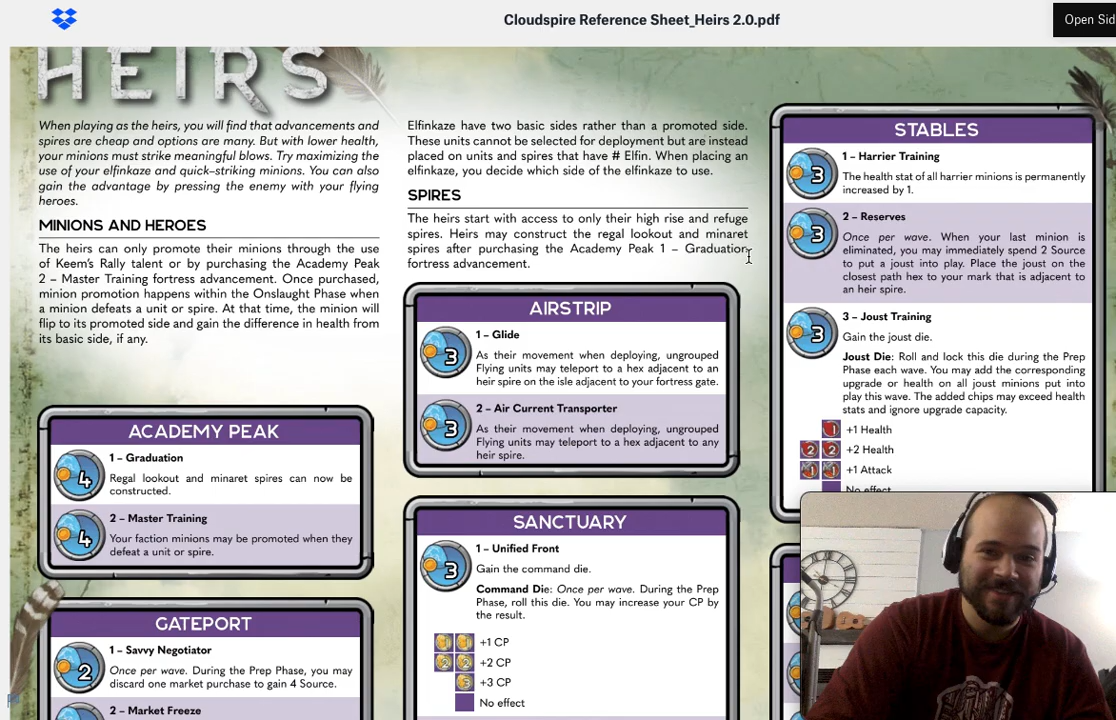 Cloudspire Reference Sheet_Heirs 2.0.pdf
Open Sid
HEIRS
When playing as the heirs, you will find that advancements and
spires are cheap and options are many. But with lower health,
your minions must strike meaningful blows. Try maximizing the
use of your elfinkaze and quick–striking minions. You can also
gain the advantage by pressing the enemy with your flying
heroes.
MINIONS AND HEROES
The heirs can only promote their minions through the use
of Keem's Rally talent or by purchasing the Academy Peak
2 – Master Training fortress advancement. Once purchased,
minion promotion happens within the Onslaught Phase when
a minion defeats a unit or spire. At that time, the minion will
flip to its promoted side and gain the difference in health from
its basic side, if any.
ACADEMY PEAK
4
1 – Graduation
Regal lookout and minaret spires can now be
constructed.
4
2 – Master Training
Your faction minions may be promoted when they
defeat a unit or spire.
GATEPORT
2
1 – Savvy Negotiator
Once per wave. During the Prep Phase, you may
discard one market purchase to gain 4 Source.
2 – Market Freeze
Elfinkaze have two basic sides rather than a promoted side.
These units cannot be selected for deployment but are instead
placed on units and spires that have # Elfin. When placing an
elfinkaze, you decide which side of the elfinkaze to use.
SPIRES
The heirs start with access to only their high rise and refuge
spires. Heirs may construct the regal lookout and minaret
spires after purchasing the Academy Peak 1 – Graduation
fortress advancement.
AIRSTRIP
3
1 – Glide
As their movement when deploying, ungrouped
Flying units may teleport to a hex adjacent to an
heir spire on the isle adjacent to your fortress gate.
3
2 – Air Current Transporter
As their movement when deploying, ungrouped
Flying units may teleport to a hex adjacent to any
heir spire.
SANCTUARY
3
1 – Unified Front
Gain the command die.
Command Die: Once per wave. During the Prep
Phase, roll this die. You may increase your CP by
the result.
1 1 +1 CP
2 2 +2 CP
3 +3 CP
No effect
STABLES
3
1 – Harrier Training
The health stat of all harrier minions is permanently
increased by 1.
3
2 – Reserves
Once per wave. When your last minion is
eliminated, you may immediately spend 2 Source
to put a joust into play. Place the joust on the
closest path hex to your mark that is adjacent to
an heir spire.
3
3 – Joust Training
Gain the joust die.
Joust Die: Roll and lock this die during the Prep
Phase each wave. You may add the corresponding
upgrade or health on all joust minions put into
play this wave. The added chips may exceed health
stats and ignore upgrade capacity.
1 +1 Health
2 2 +2 Health
1 1 +1 Attack
No effect